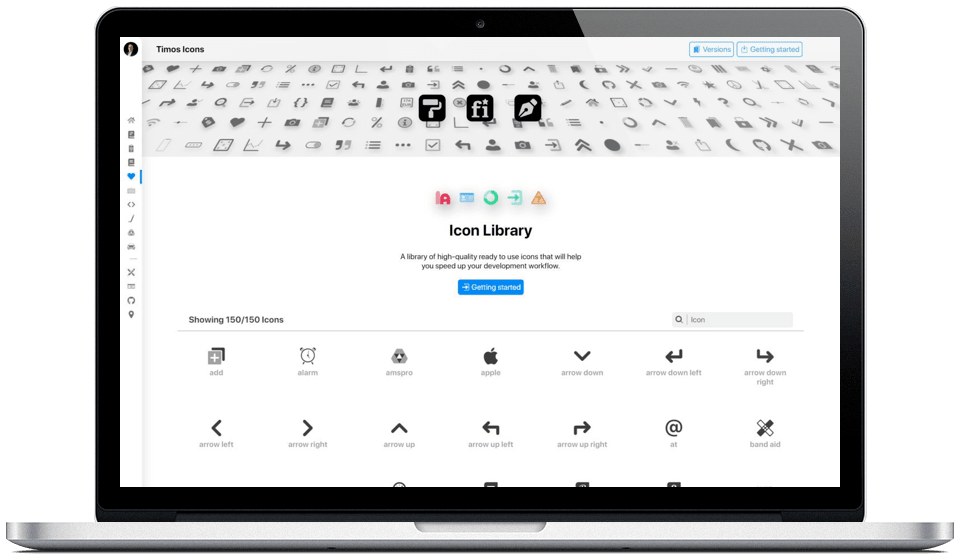 Timos Icons
Versions
Getting started
fi
Icon Library
A library of high-quality ready to use icons that will help
you speed up your development workflow.
Getting started
Showing 150/150 Icons
Icon
add
alarm
amspro
apple
arrow down
arrow down left
arrow down
right
arrow left
arrow right
arrow up
arrow up left
arrow up right
at
band aid